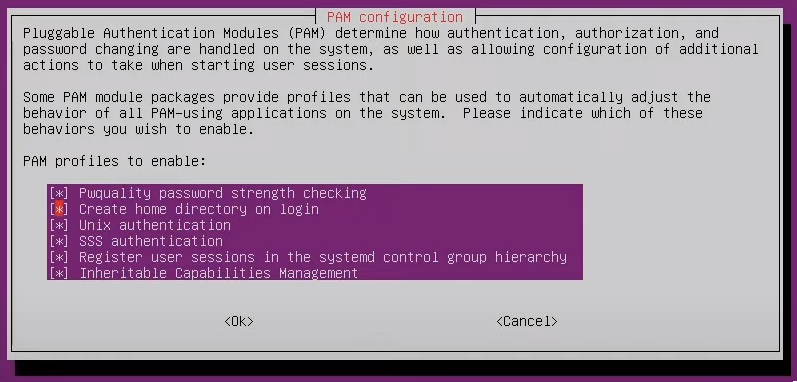 PAM configuration
Pluggable Authentication Modules (PAM) determine how authentication, authorization, and
password changing are handled on the system, as well as allowing configuration of additional
actions to take when starting user sessions.
Some PAM module packages provide profiles that can be used to automatically adjust the
behavior of all PAM-using applications on the system.  Please indicate which of these
behaviors you wish to enable.
PAM profiles to enable:
[*] Pwquality password strength checking
[*] Create home directory on login
[*] Unix authentication
[*] SSS authentication
[*] Register user sessions in the systemd control group hierarchy
[*] Inheritable Capabilities Management
<Ok> <Cancel>